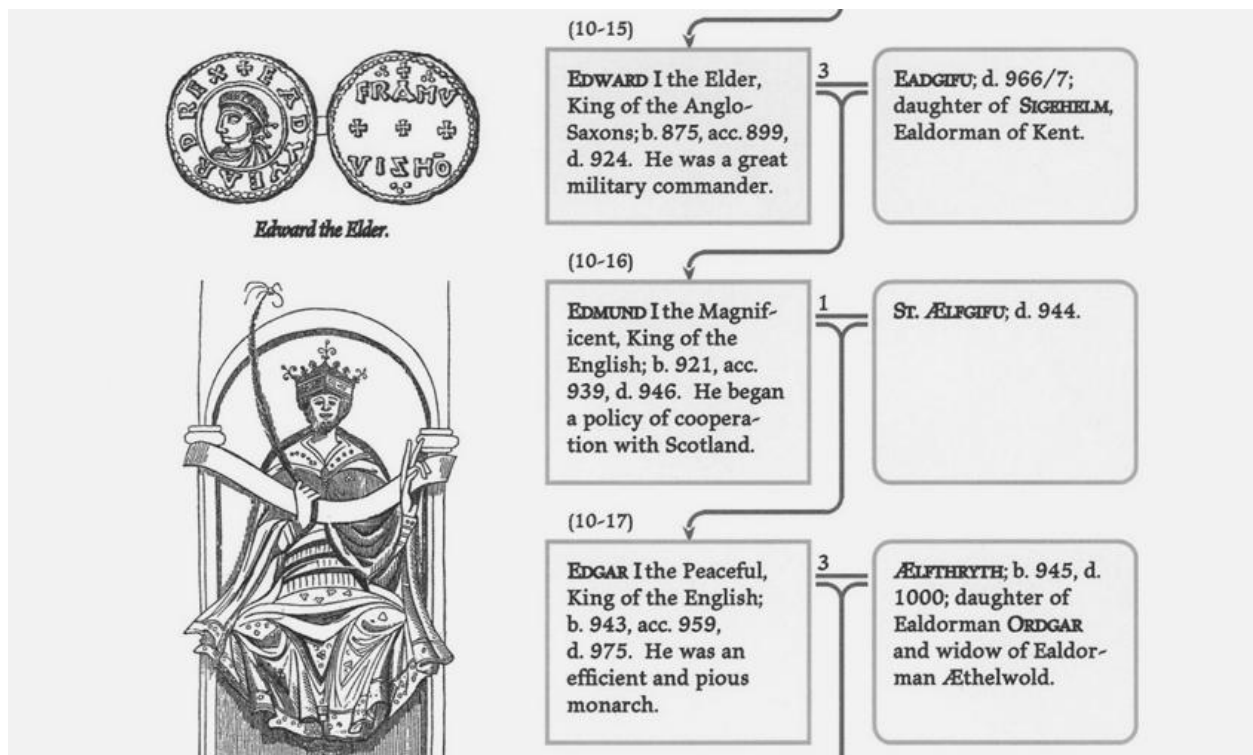 +EADVVEARDREX
FRAMV
VIZHŌ
Edward the Elder.
(10-15)
EDWARD I the Elder,
King of the Anglo-
Saxons; b. 875, acc. 899,
d. 924. He was a great
military commander.
3
EADGIFU; d. 966/7;
daughter of SIGEHELM,
Ealdorman of Kent.
(10-16)
EDMUND I the Magnif-
icent, King of the
English; b. 921, acc.
939, d. 946. He began
a policy of coopera-
tion with Scotland.
1
ST. ÆLFGIFU; d. 944.
(10-17)
EDGAR I the Peaceful,
King of the English;
b. 943, acc. 959,
d. 975. He was an
efficient and pious
monarch.
3
ÆLFTHRYTH; b. 945, d.
1000; daughter of
Ealdorman ORDGAR
and widow of Ealdor-
man Æthelwold.